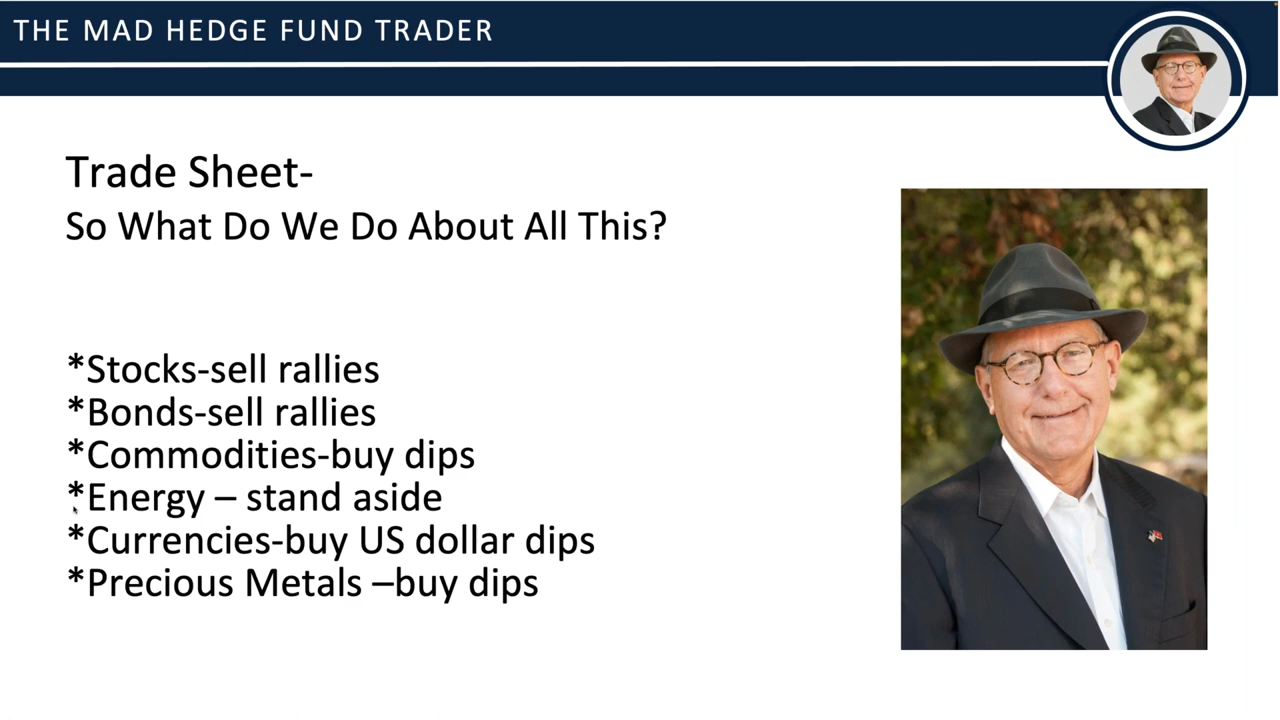 THE MAD HEDGE FUND TRADER
Trade Sheet-
So What Do We Do About All This?
*Stocks-sell rallies
*Bonds-sell rallies
*Commodities-buy dips
*Energy – stand aside
*Currencies-buy US dollar dips
*Precious Metals –buy dips